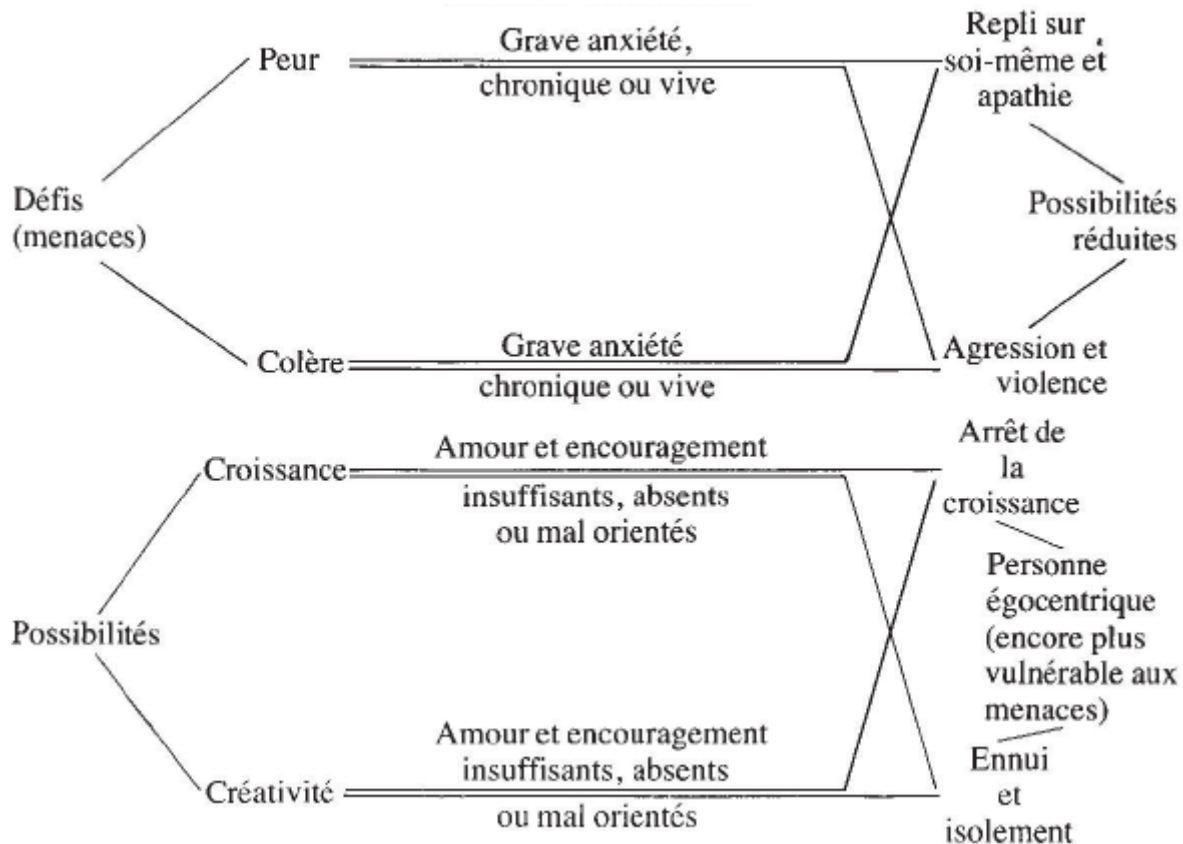 Peur
Grave anxiété,
chronique ou vive
Repli sur
soi-même et
apathie
Défis
(menaces)
Possibilités
réduites
Colère
Grave anxiété
chronique ou vive
Agression et
violence
Croissance
Amour et encouragement
insuffisants, absents
ou mal orientés
Arrêt de
la
croissance
Possibilités
Personne
égocentrique
(encore plus
vulnérable aux
menaces)
Créativité
Amour et encouragement
insuffisants, absents
ou mal orientés
Ennui
et
isolement